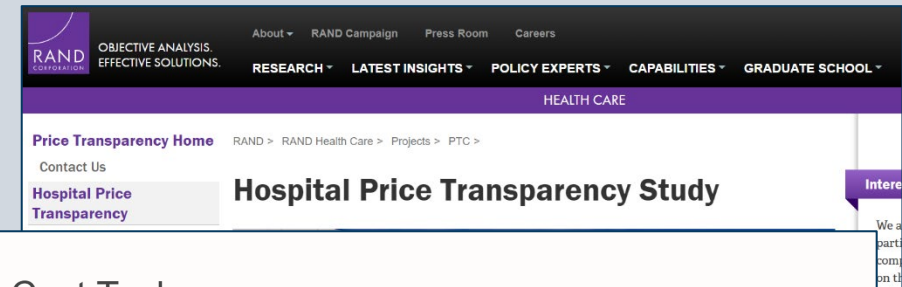 RAND
CORPORATION
OBJECTIVE ANALYSIS.
EFFECTIVE SOLUTIONS.
About RAND Campaign Press Room Careers
RESEARCH LATEST INSIGHTS POLICY EXPERTS CAPABILITIES GRADUATE SCHOOL
HEALTH CARE
Price Transparency Home
Contact Us
Hospital Price
Transparency
RAND > RAND Health Care > Projects > PTC >
Hospital Price Transparency Study
We a